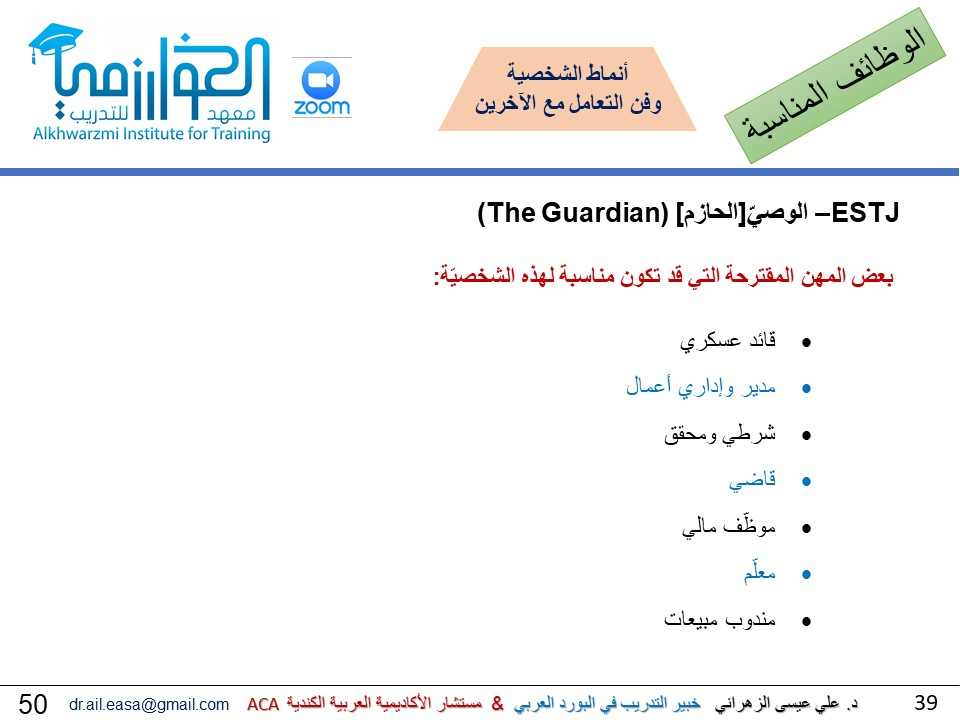 الخوارزمي
معهد للتدريب
Alkhwarzmi Institute for Training
zoom
أنماط الشخصية
وفن التعامل مع الآخرين
الوظائف المناسبة
ESTJ– الوصيّ[الحازم] (The Guardian)
بعض المهن المقترحة التي قد تكون مناسبة لهذه الشخصيّة:
• قائد عسكري
• مدير وإداري أعمال
• شرطي ومحقق
• قاضي
• موظّف مالي
• معلّم
• مندوب مبيعات
39
د. علي عيسى الزهراني خبير التدريب في البورد العربي & مستشار الأكاديمية العربية الكندية ACA
dr.ail.easa@gmail.com
50